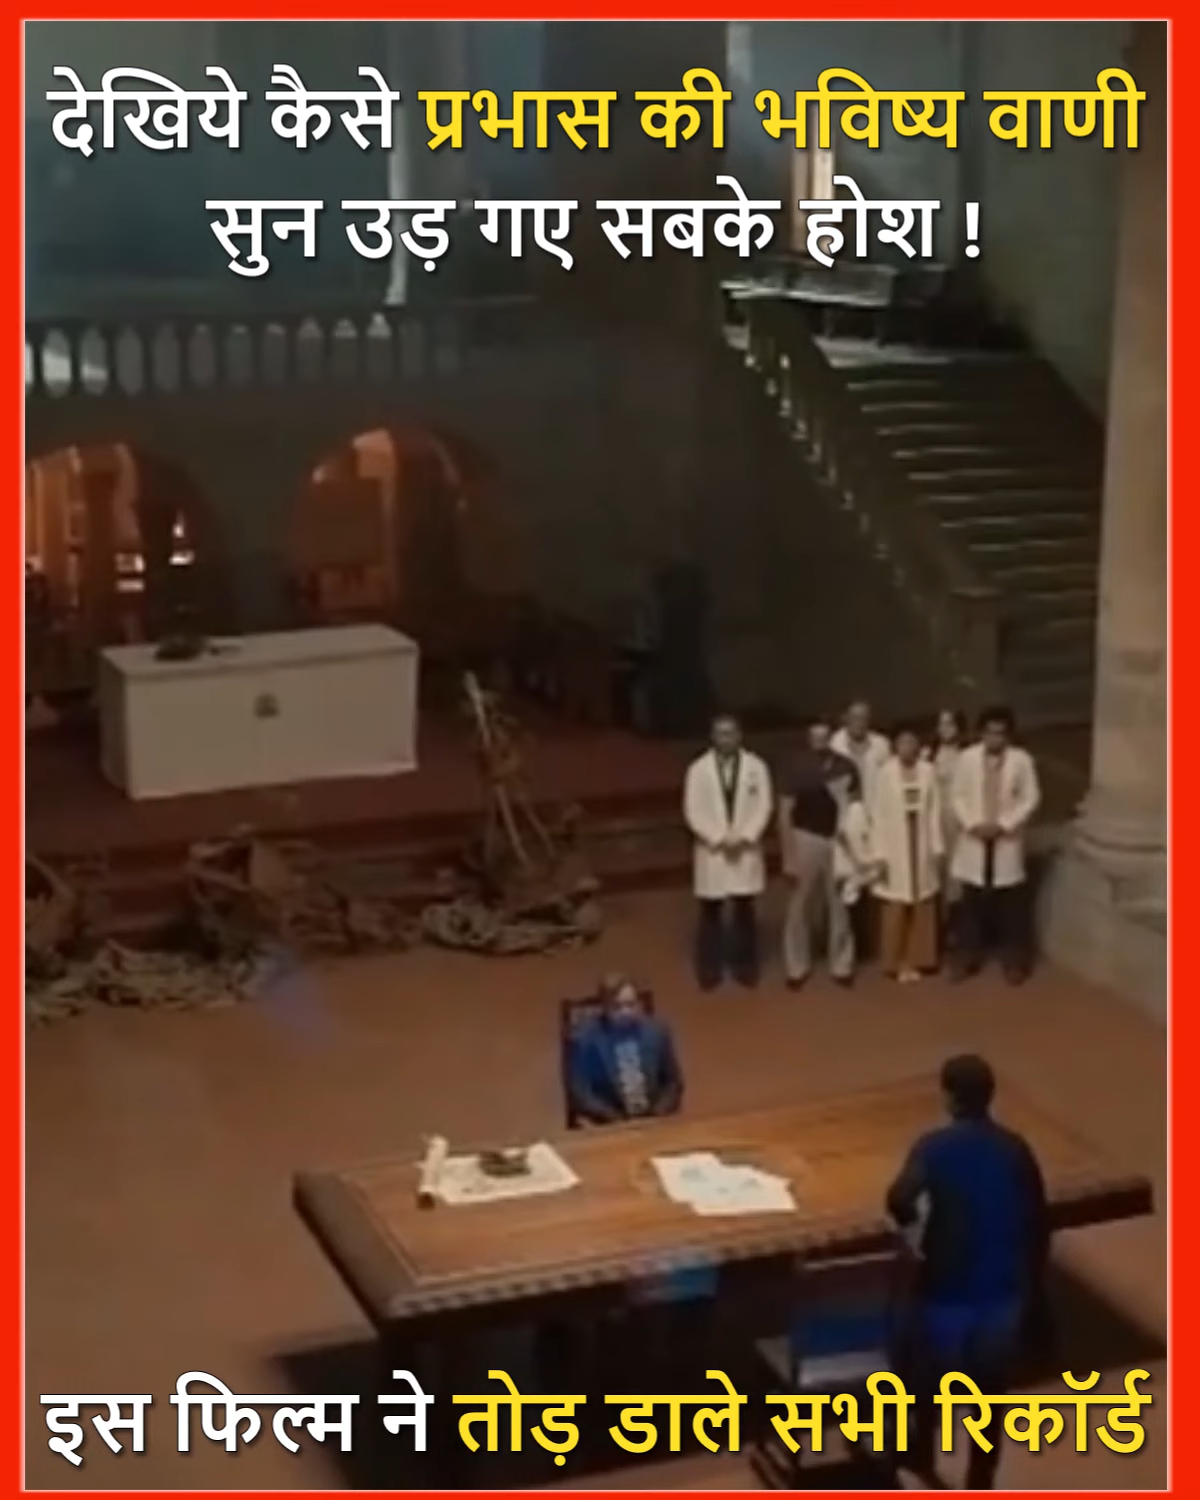 देखिये कैसे प्रभास की भविष्य वाणी
सुन उड़ गए सबके होश !
इस फिल्म ने तोड़ डाले सभी रिकॉर्ड